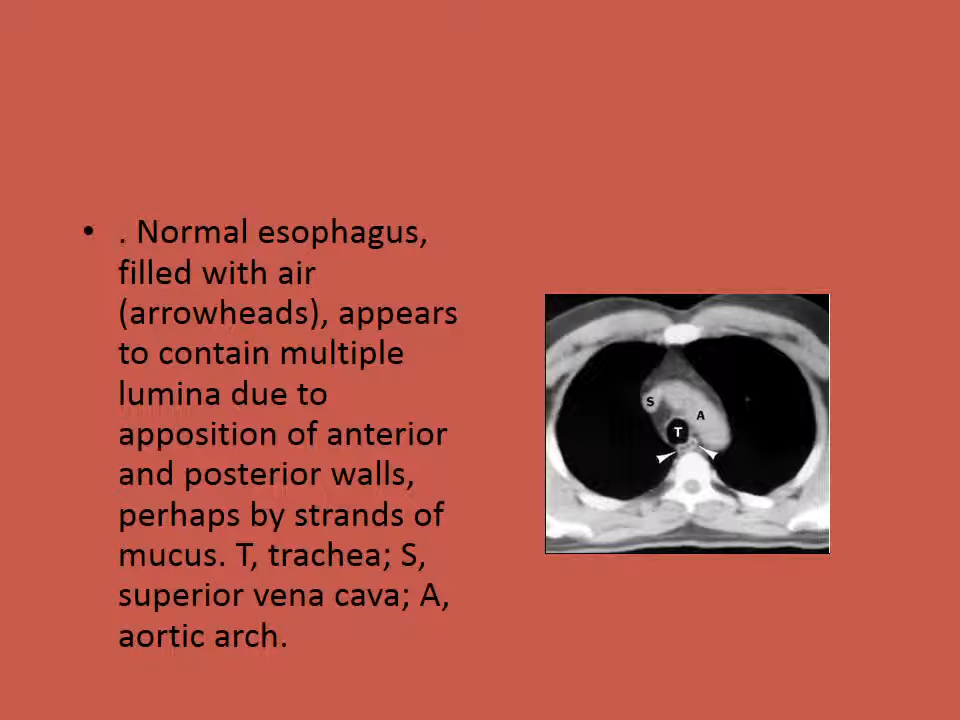 • . Normal esophagus,
filled with air
(arrowheads), appears
to contain multiple
lumina due to
apposition of anterior
and posterior walls,
perhaps by strands of
mucus. T, trachea; S,
superior vena cava; A,
aortic arch.
S
A
T